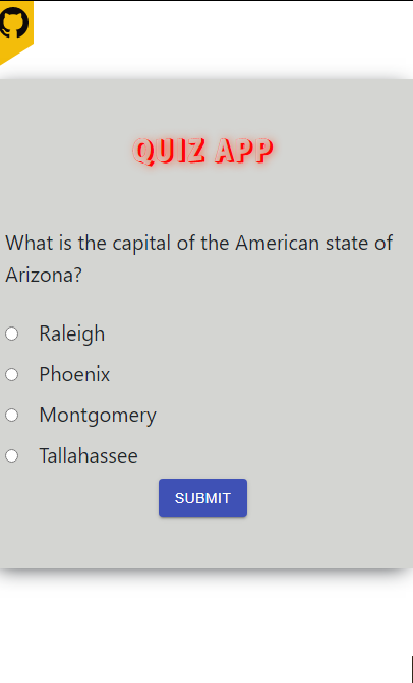 QUIZ APP
What is the capital of the American state of
Arizona?
Raleigh
Phoenix
Montgomery
Tallahassee
SUBMIT